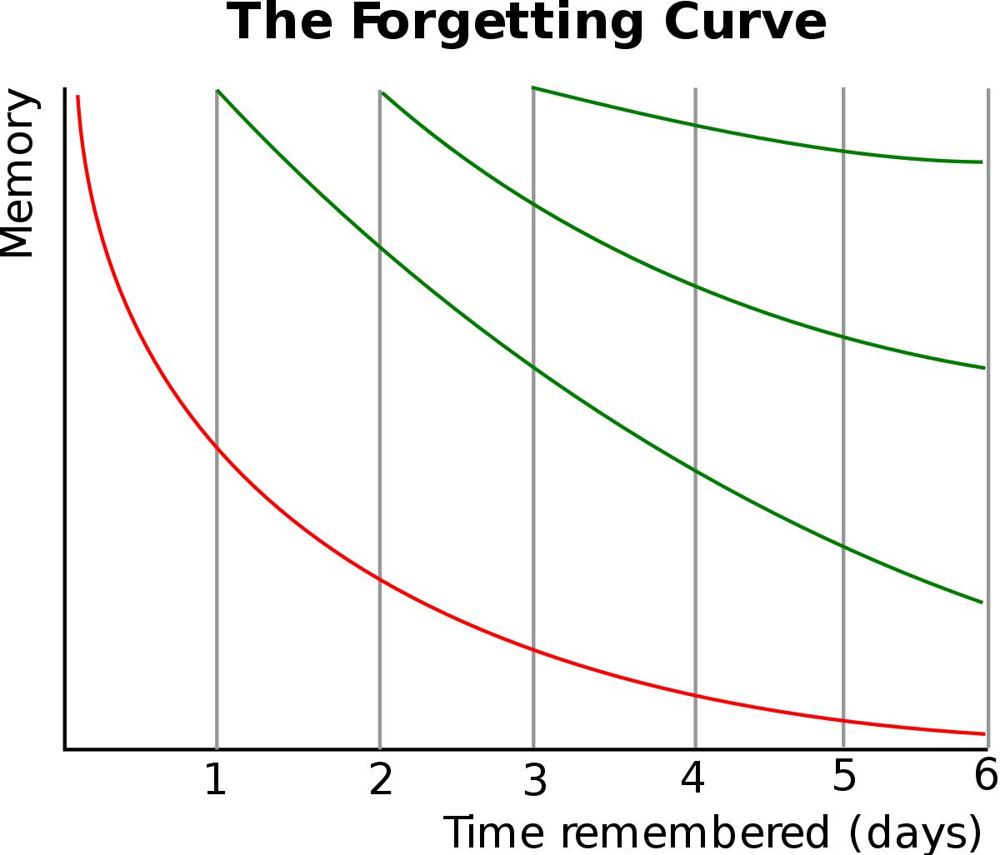 The Forgetting Curve
Memory
1 2 3 4 5 6
Time remembered (days)